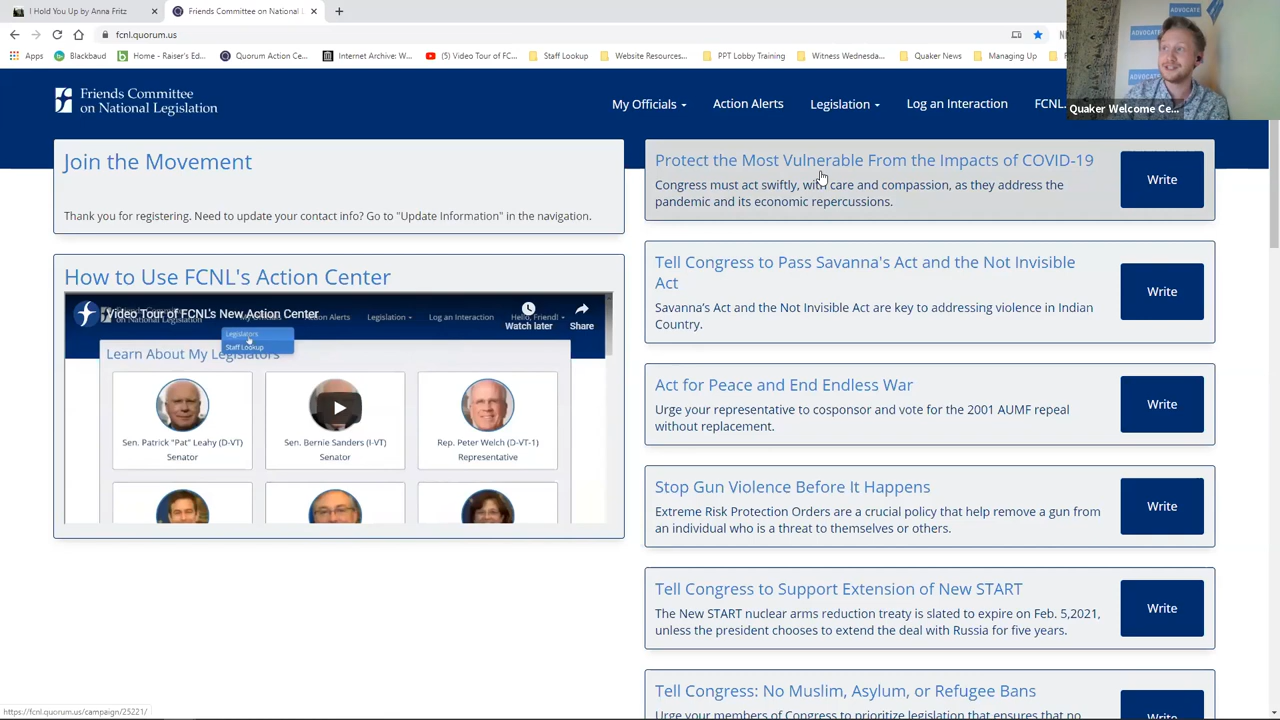 I Hold You Up by Anna Fritz
Friends Committee on National L
fcnl.quorum.us
Apps
Blackbaud
Home - Raiser's Ed...
Quorum Action Ce...
Internet Archive: W...
(5) Video Tour of FC...
Staff Lookup
Website Resources...
PPT Lobby Training
Witness Wednesda...
Quaker News
Managing Up
ADVOCATE
ADVOCATE
Quaker Welcome Ce...
Friends Committee
on National Legislation
My Officials
Action Alerts
Legislation
Log an Interaction
FCNL
Join the Movement
Thank you for registering. Need to update your contact info? Go to "Update Information" in the navigation.
How to Use FCNL's Action Center
Video Tour of FCNL's New Action Center
Watch later
Share
Legislation
Log an Interaction
Hello, Friend!
Legislators
Staff Lookup
Learn About My Legislators
Sen. Patrick "Pat" Leahy (D-VT)
Senator
Sen. Bernie Sanders (I-VT)
Senator
Rep. Peter Welch (D-VT-1)
Representative
Protect the Most Vulnerable From the Impacts of COVID-19
Congress must act swiftly, with care and compassion, as they address the
pandemic and its economic repercussions.
Write
Tell Congress to Pass Savanna's Act and the Not Invisible
Act
Savanna's Act and the Not Invisible Act are key to addressing violence in Indian
Country.
Write
Act for Peace and End Endless War
Urge your representative to cosponsor and vote for the 2001 AUMF repeal
without replacement.
Write
Stop Gun Violence Before It Happens
Extreme Risk Protection Orders are a crucial policy that help remove a gun from
an individual who is a threat to themselves or others.
Write
Tell Congress to Support Extension of New START
The New START nuclear arms reduction treaty is slated to expire on Feb. 5,2021,
unless the president chooses to extend the deal with Russia for five years.
Write
Tell Congress: No Muslim, Asylum, or Refugee Bans
Urge your members of Congress to prioritize legislation that ensures that no
Write
https://fcnl.quorum.us/campaign/25221/